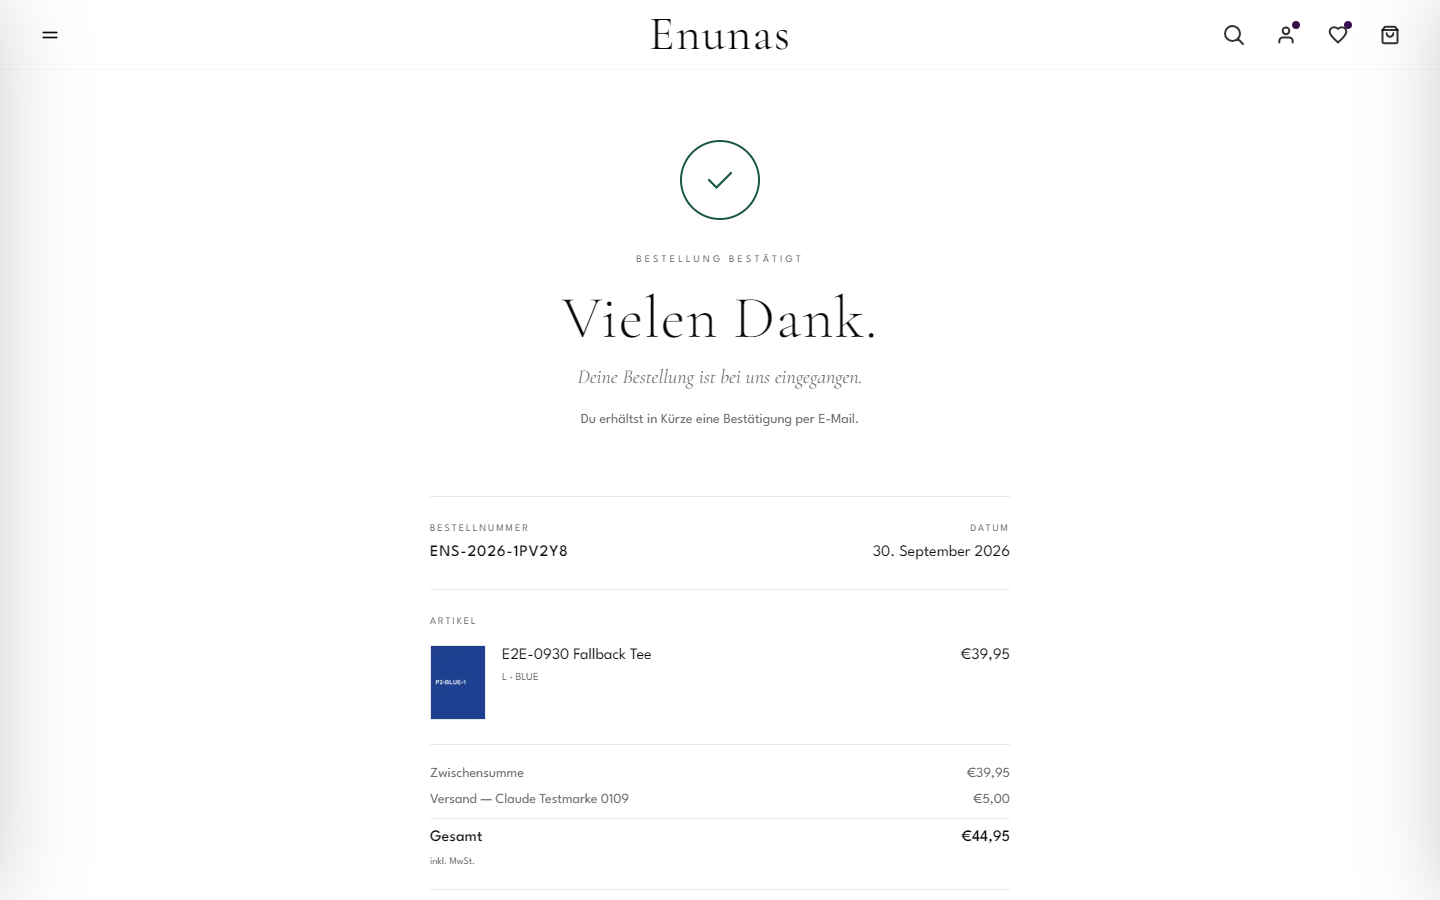 Enunas
BESTELLUNG BESTÄTIGT
Vielen Dank.
Deine Bestellung ist bei uns eingegangen.
Du erhältst in Kürze eine Bestätigung per E-Mail.
BESTELLNUMMER
DATUM
ENS-2026-1PV2Y8
30. September 2026
ARTIKEL
P2-BLUE-1
E2E-0930 Fallback Tee
€39,95
L · BLUE
Zwischensumme
€39,95
Versand — Claude Testmarke 0109
€5,00
Gesamt
€44,95
inkl. MwSt.